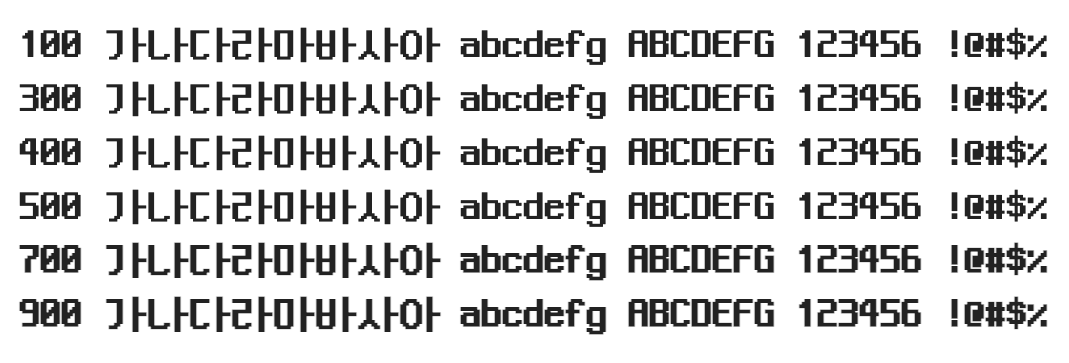 100 가나다라마바사아 abcdefg ABCDEFG 123456 !@#$%
300 가나다라마바사아 abcdefg ABCDEFG 123456 !@#$%
400 가나다라마바사아 abcdefg ABCDEFG 123456 !@#$%
500 가나다라마바사아 abcdefg ABCDEFG 123456 !@#$%
700 가나다라마바사아 abcdefg ABCDEFG 123456 !@#$%
900 가나다라마바사아 abcdefg ABCDEFG 123456 !@#$%